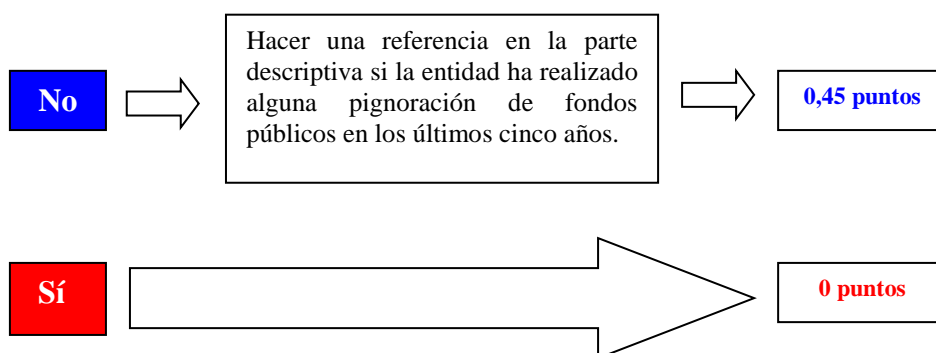 Hacer una referencia en la parte
descriptiva si la entidad ha realizado
alguna pignoración de fondos
públicos en los últimos cinco años.
No
0,45 puntos
Sí
0 puntos